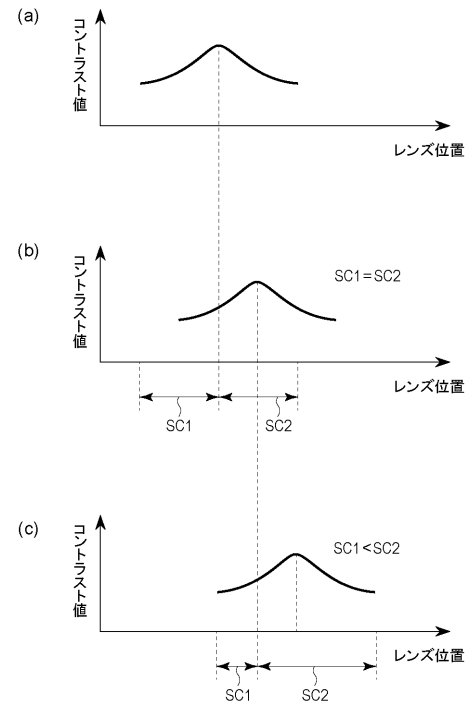 (a)
コントラスト値
レンズ位置
(b)
コントラスト値
SC1=SC2
レンズ位置
SC1
SC2
(c)
コントラスト値
SC1<SC2
レンズ位置
SC1
SC2